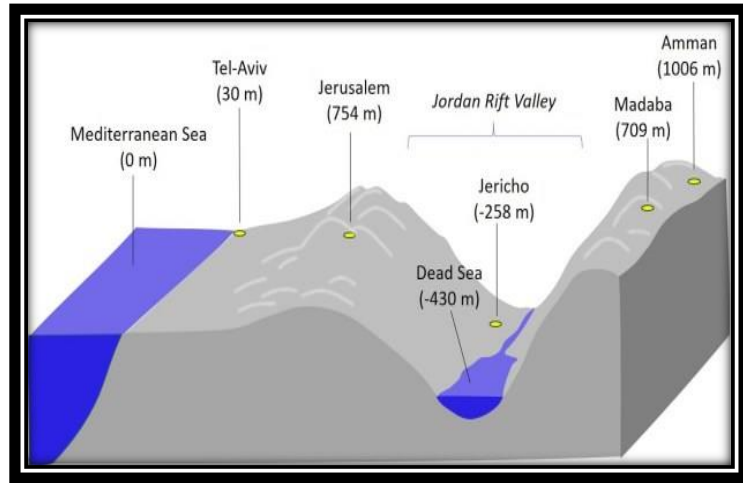 Amman
(1006 m)
Tel-Aviv
(30 m)
Jerusalem
(754 m)
Jordan Rift Valley
Madaba
(709 m)
Mediterranean Sea
(0 m)
Jericho
(-258 m)
Dead Sea
(-430 m)